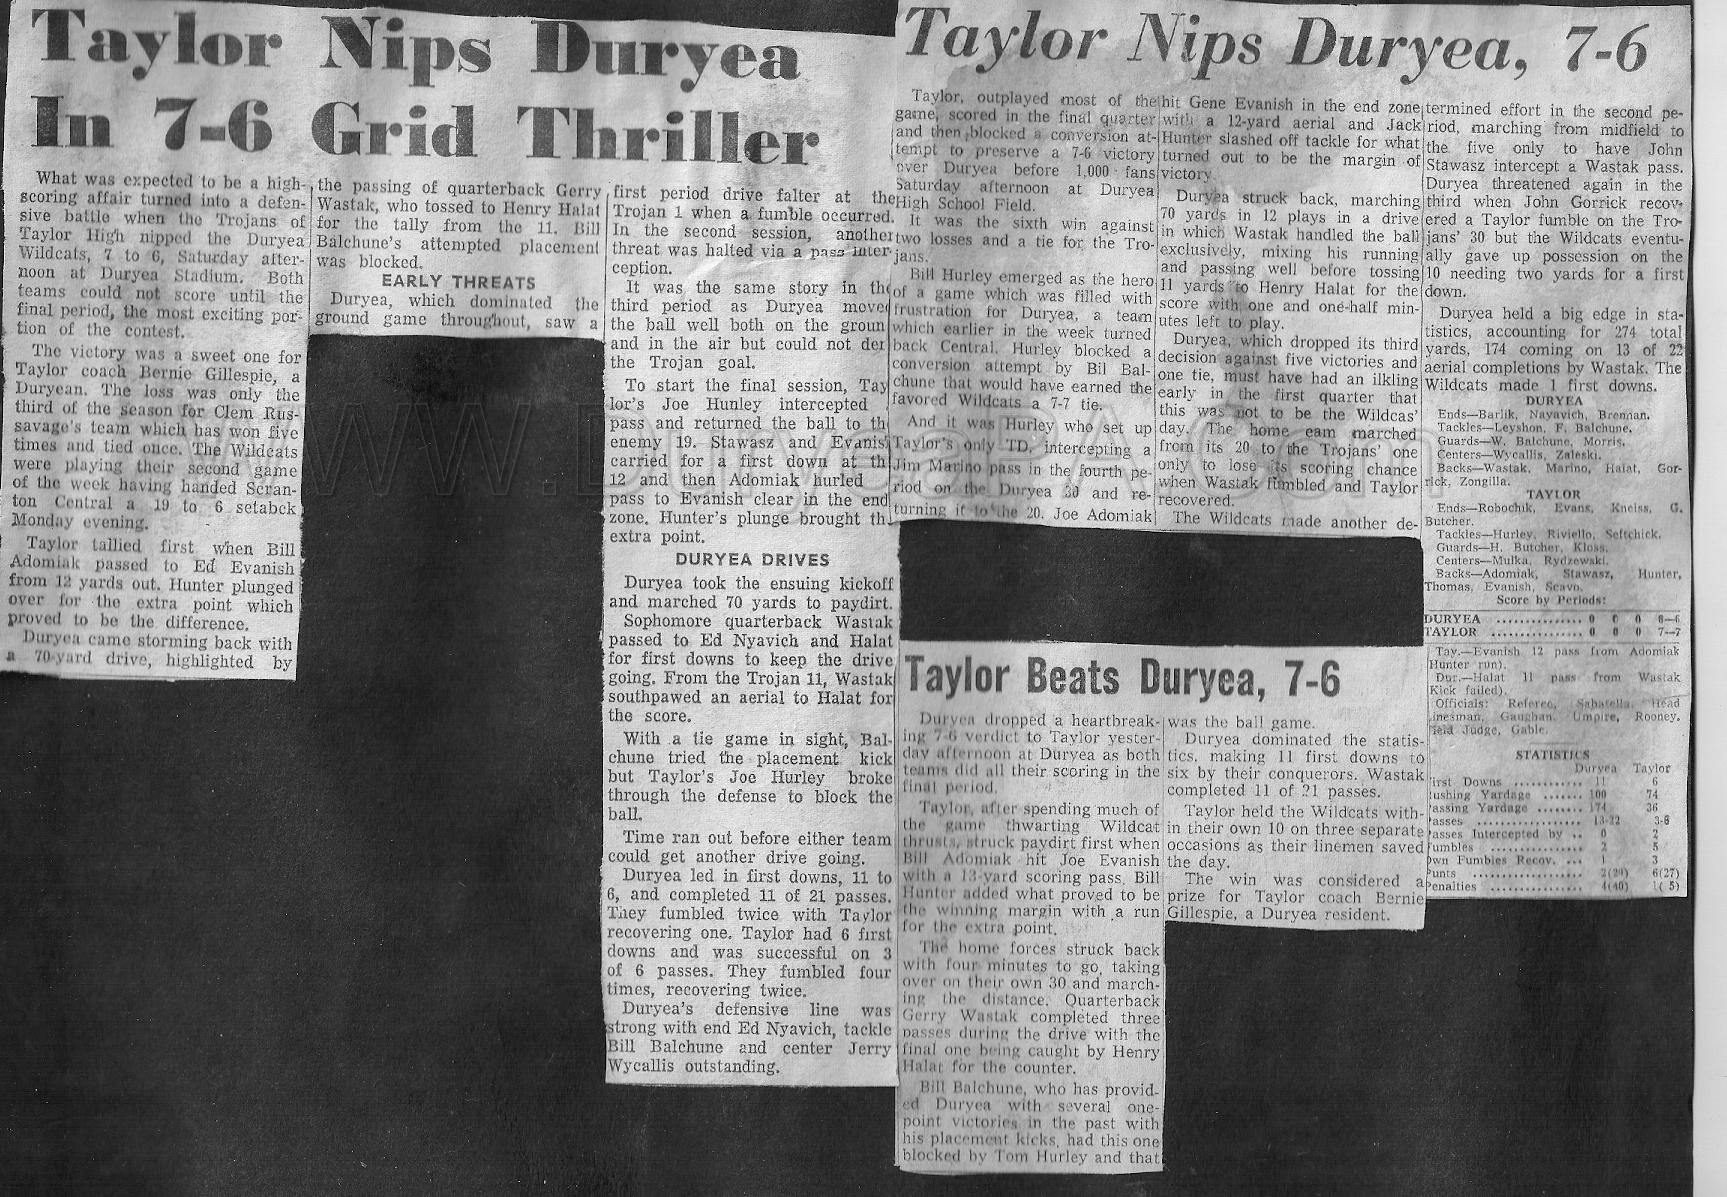 Taylor Nips Duryea
In 7-6 Grid Thriller
What was expected to be a high-
scoring affair turned into a defen-
sive battle when the Trojans of
Taylor High nipped the Duryea
Wildcats, 7 to 6, Saturday after-
noon at Duryea Stadium. Both
teams could not score until the
final period, the most exciting por-
tion of the contest.
The victory was a sweet one for
Taylor coach Bernie Gillespie, a
Duryean. The loss was only the
third of the season for Clem Rus-
savage's team which has won five
times and tied once. The Wildcats
were playing their second game
of the week having handed Scran-
ton Central a 19 to 6 setabck
Monday evening.
Taylor tallied first when Bill
Adomiak passed to Ed Evanish
from 12 yards out. Hunter plunged
over for the extra point which
proved to be the difference.
Duryea came storming back with
a 70-yard drive, highlighted by
the passing of quarterback Gerry
Wastak, who tossed to Henry Halat
for the tally from the 11. Bill
Balchune's attempted placement
was blocked.
EARLY THREATS
Duryea, which dominated the
ground game throughout, saw a
first period drive falter at the
Trojan 1 when a fumble occurred.
In the second session, another
threat was halted via a pass inter
ception.
It was the same story in th
third period as Duryea move
the ball well both on the groun
and in the air but could not den
the Trojan goal.
To start the final session, Tay
lor's Joe Hunley intercepted
pass and returned the ball to th
enemy 19. Stawasz and Evanis
carried for a first down at th
12 and then Adomiak hurled
pass to Evanish clear in the end
zone. Hunter's plunge brought th
extra point.
DURYEA DRIVES
Duryea took the ensuing kickoff
and marched 70 yards to paydirt.
Sophomore quarterback Wastak
passed to Ed Nyavich and Halat
for first downs to keep the drive
going. From the Trojan 11, Wastak
southpawed an aerial to Halat for
the score.
With a tie game in sight, Bal-
chune tried the placement kick
but Taylor's Joe Hurley broke
through the defense to block the
ball.
Time ran out before either team
could get another drive going.
Duryea led in first downs, 11 to
6, and completed 11 of 21 passes.
They fumbled twice with Taylor
recovering one. Taylor had 6 first
downs and was successful on 3
of 6 passes. They fumbled four
times, recovering twice.
Duryea's defensive line was
strong with end Ed Nyavich, tackle
Bill Balchune and center Jerry
Wycallis outstanding.
Taylor Nips Duryea, 7-6
Taylor, outplayed most of the
game, scored in the final quarter
and then blocked a conversion at-
tempt to preserve a 7-6 victory
over Duryea before 1,000 fans
Saturday afternoon at Duryea
High School Field.
It was the sixth win against
two losses and a tie for the Tro-
jans.
Bill Hurley emerged as the hero
of a game which was filled with
frustration for Duryea, a team
which earlier in the week turned
back Central. Hurley blocked a
conversion attempt by Bil Bal-
chune that would have earned the
favored Wildcats a 7-7 tie.
And it was Hurley who set up
Taylor's only TD, intercepting a
Jim Marino pass in the fourth pe-
riod on the Duryea 30 and re-
turning it to the 20. Joe Adomiak
hit Gene Evanish in the end zone
with a 12-yard aerial and Jack
Hunter slashed off tackle for what
turned out to be the margin of
victory.
Duryea struck back, marching
70 yards in 12 plays in a drive
in which Wastak handled the ball
exclusively, mixing his running
and passing well before tossing
11 yards to Henry Halat for the
score with one and one-half min-
utes left to play.
Duryea, which dropped its third
decision against five victories and
one tie, must have had an ilkling
early in the first quarter that
this was not to be the Wildcas'
day. The home eam marched
from its 20 to the Trojans' one
only to lose its scoring chance
when Wastak fumbled and Taylor
recovered.
The Wildcats made another de-
termined effort in the second pe-
riod, marching from midfield to
the five only to have John
Stawasz intercept a Wastak pass.
Duryea threatened again in the
third when John Gorrick recov-
ered a Taylor fumble on the Tro-
jans' 30 but the Wildcats eventu-
ally gave up possession on the
10 needing two yards for a first
down.
Duryea held a big edge in sta-
tistics, accounting for 274 total
yards, 174 coming on 13 of 22
aerial completions by Wastak. The
Wildcats made 1 first downs.
DURYEA
Ends—Barlik, Nayavich, Brennan.
Tackles—Leyshon, F. Balchune.
Guards—W. Balchune, Morris.
Centers—Wycallis, Zaleski.
Backs—Wastak, Marino, Halat, Gor-
rick, Zongilla.
TAYLOR
Ends—Robochik, Evans, Kneiss, G.
Butcher.
Tackles—Hurley, Riviello, Seftchick.
Guards—H. Butcher, Kloss.
Centers—Mulka, Rydzewski.
Backs—Adomiak, Stawasz, Hunter,
Thomas, Evanish, Scavo.
Score by Periods:
DURYEA ............... 0 0 0 6—6
TAYLOR ............... 0 0 0 7—7
Tay.—Evanish 12 pass from Adomiak
Hunter run).
Dur.—Halat 11 pass from Wastak
Kick failed).
Officials: Referee, Sabatella. Head
inesman, Gaughan. Umpire, Rooney.
ield Judge, Gable.
STATISTICS
Duryea Taylor
irst Downs ............ 11 6
ushing Yardage ....... 100 74
assing Yardage ........ 174 36
asses ................. 13-22 3-6
asses Intercepted by .. 0 2
umbles ............... 2 5
wn Fumbles Recov. ... 1 3
unts .................. 2(29) 6(27)
enalties ............... 4(40) 1( 5)
Taylor Beats Duryea, 7-6
Duryea dropped a heartbreak-
ing 7-6 verdict to Taylor yester-
day afternoon at Duryea as both
teams did all their scoring in the
final period.
Taylor, after spending much of
the game thwarting Wildcat
thrusts, struck paydirt first when
Bill Adomiak hit Joe Evanish
with a 12-yard scoring pass. Bill
Hunter added what proved to be
the winning margin with a run
for the extra point.
The home forces struck back
with four minutes to go, taking
over on their own 30 and march-
ing the distance. Quarterback
Gerry Wastak completed three
passes during the drive with the
final one being caught by Henry
Halat for the counter.
Bill Balchune, who has provid-
ed Duryea with several one-
point victories in the past with
his placement kicks, had this one
blocked by Tom Hurley and that
was the ball game.
Duryea dominated the statis-
tics, making 11 first downs to
six by their conquerors. Wastak
completed 11 of 21 passes.
Taylor held the Wildcats with-
in their own 10 on three separate
occasions as their linemen saved
the day.
The win was considered a
prize for Taylor coach Bernie
Gillespie, a Duryea resident.